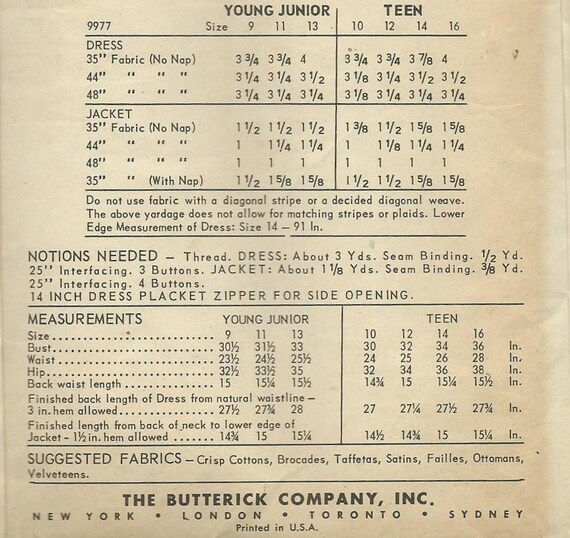 YOUNG JUNIOR TEEN
9977 Size 9 11 13 10 12 14 16
DRESS
35" Fabric (No Nap) 3 3/4 3 3/4 4 3 3/4 3 3/4 3 7/8 4
44" " " " 3 1/4 3 1/4 3 1/2 3 1/8 3 1/4 3 1/2 3 1/2
48" " " " 3 1/4 3 1/4 3 1/4 3 1/8 3 1/4 3 1/4 3 1/4
JACKET
35" Fabric (No Nap) 1 1/2 1 1/2 1 1/2 1 3/8 1 1/2 1 5/8 1 5/8
44" " " " 1 1 1/4 1 1/4 1 1 1/8 1 1/4 1 1/4
48" " " " 1 1 1 1 1 1 1
35" " (With Nap) 1 1/2 1 5/8 1 5/8 1 1/2 1 1/2 1 5/8 1 5/8
Do not use fabric with a diagonal stripe or a decided diagonal weave.
The above yardage does not allow for matching stripes or plaids. Lower
Edge Measurement of Dress: Size 14 – 91 In.
NOTIONS NEEDED – Thread. DRESS: About 3 Yds. Seam Binding. 1/2 Yd.
25" Interfacing. 3 Buttons. JACKET: About 1 1/8 Yds. Seam Binding. 3/8 Yd.
25" Interfacing. 4 Buttons.
14 INCH DRESS PLACKET ZIPPER FOR SIDE OPENING.
MEASUREMENTS YOUNG JUNIOR TEEN
Size 9 11 13 10 12 14 16
Bust 30½ 31½ 33 30 32 34 36 In.
Waist 23½ 24½ 25½ 24 25 26 28 In.
Hip 32½ 33½ 35 32 34 36 38 In.
Back waist length 15 15¼ 15½ 14¾ 15 15¼ 15½ In.
Finished back length of Dress from natural waistline –
3 in. hem allowed 27½ 27¾ 28 27 27¼ 27½ 27¾ In.
Finished length from back of neck to lower edge of
Jacket – 1½ in. hem allowed 14¾ 15 15¼ 14½ 14¾ 15 15¼ In.
SUGGESTED FABRICS – Crisp Cottons, Brocades, Taffetas, Satins, Failles, Ottomans,
Velveteens.
THE BUTTERICK COMPANY, INC.
NEW YORK • LONDON • TORONTO • SYDNEY
Printed in U.S.A.